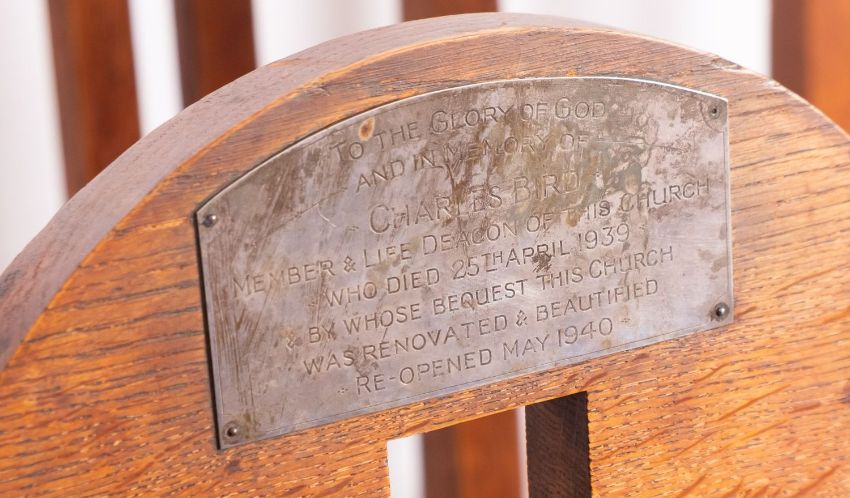 To the Glory of God
and in memory of
Charles Bird
Member & Life Deacon of this Church
who died 25th April 1939
& by whose bequest this Church
was renovated & beautified
Re-opened May 1940